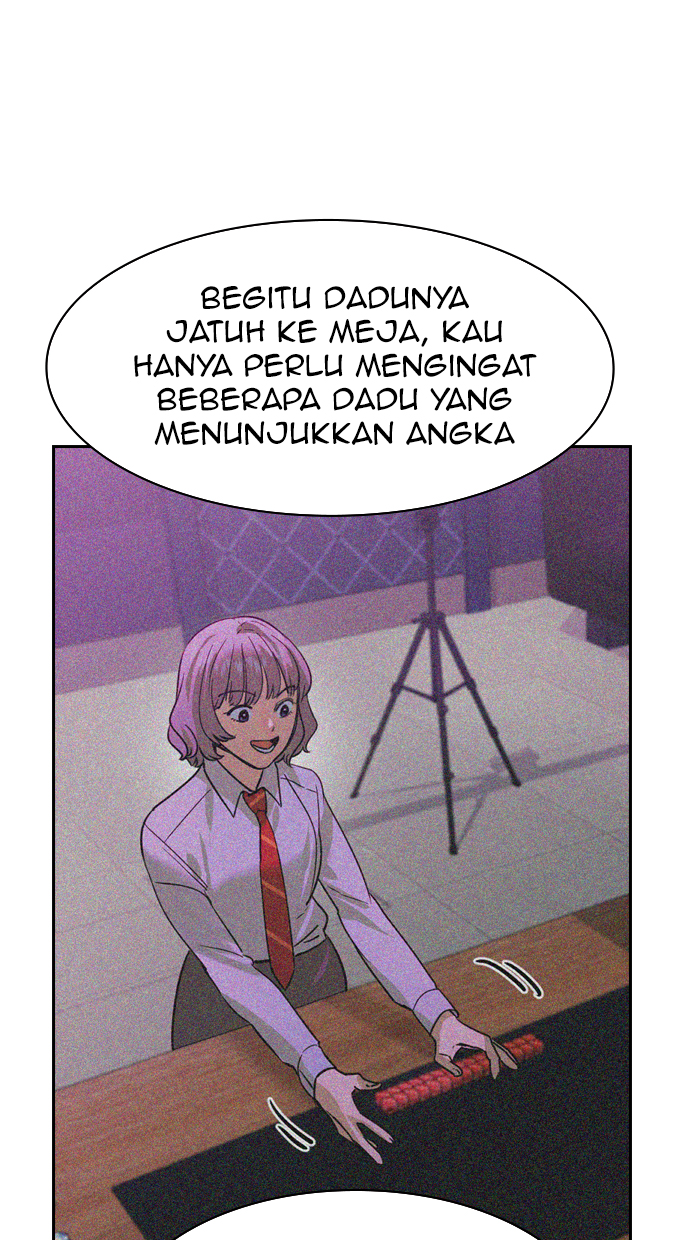 BEGITU DADUNYA
JATUH KE MEJA, KAU
HANYA PERLU MENGINGAT
BEBERAPA DADU YANG
MENUNJUKKAN ANGKA